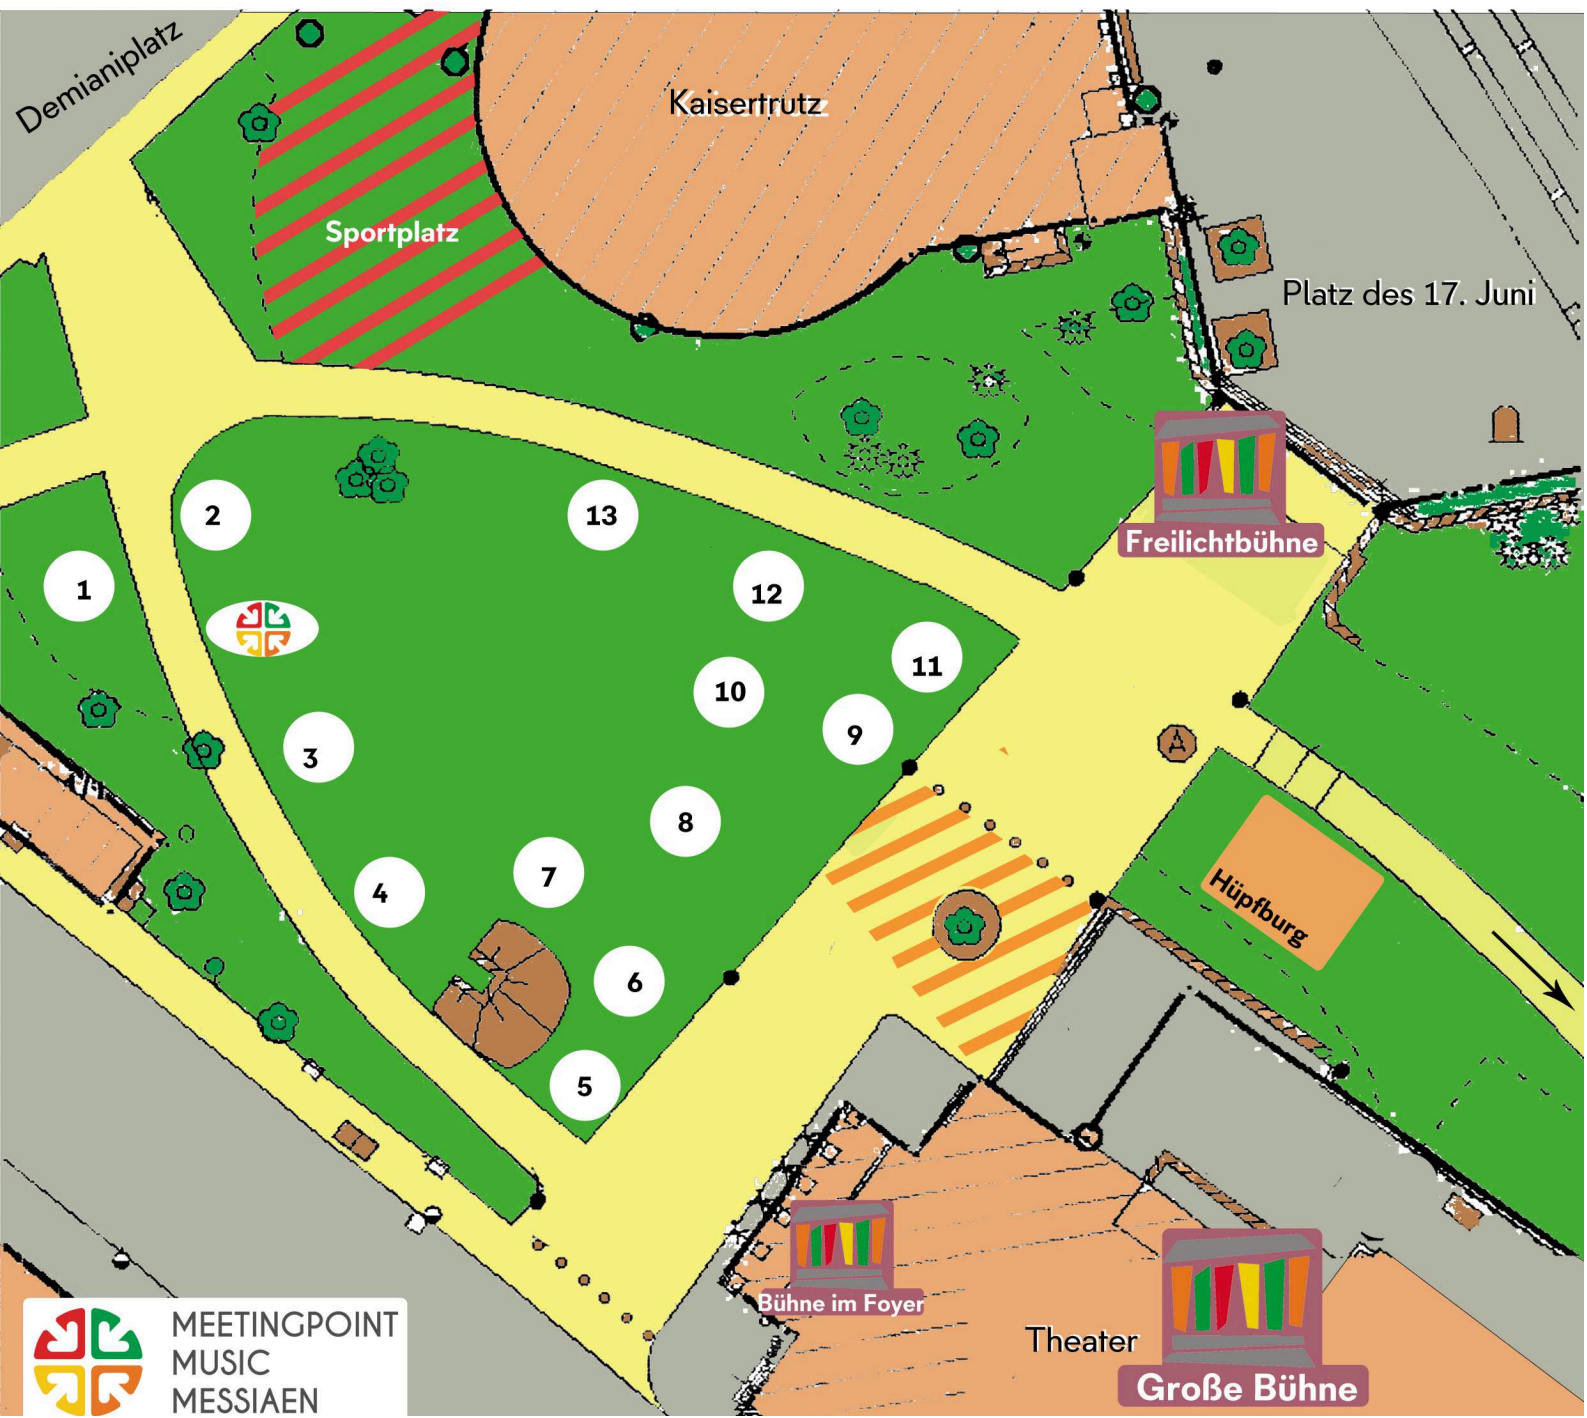 Demianiplatz
Kaisertrutz
Sportplatz
Platz des 17. Juni
Freilichtbühne
2
13
1
12
11
10
9
3
8
7
4
6
5
A
Hüpfburg
Bühne im Foyer
Theater
Große Bühne
MEETINGPOINT
MUSIC
MESSIAEN